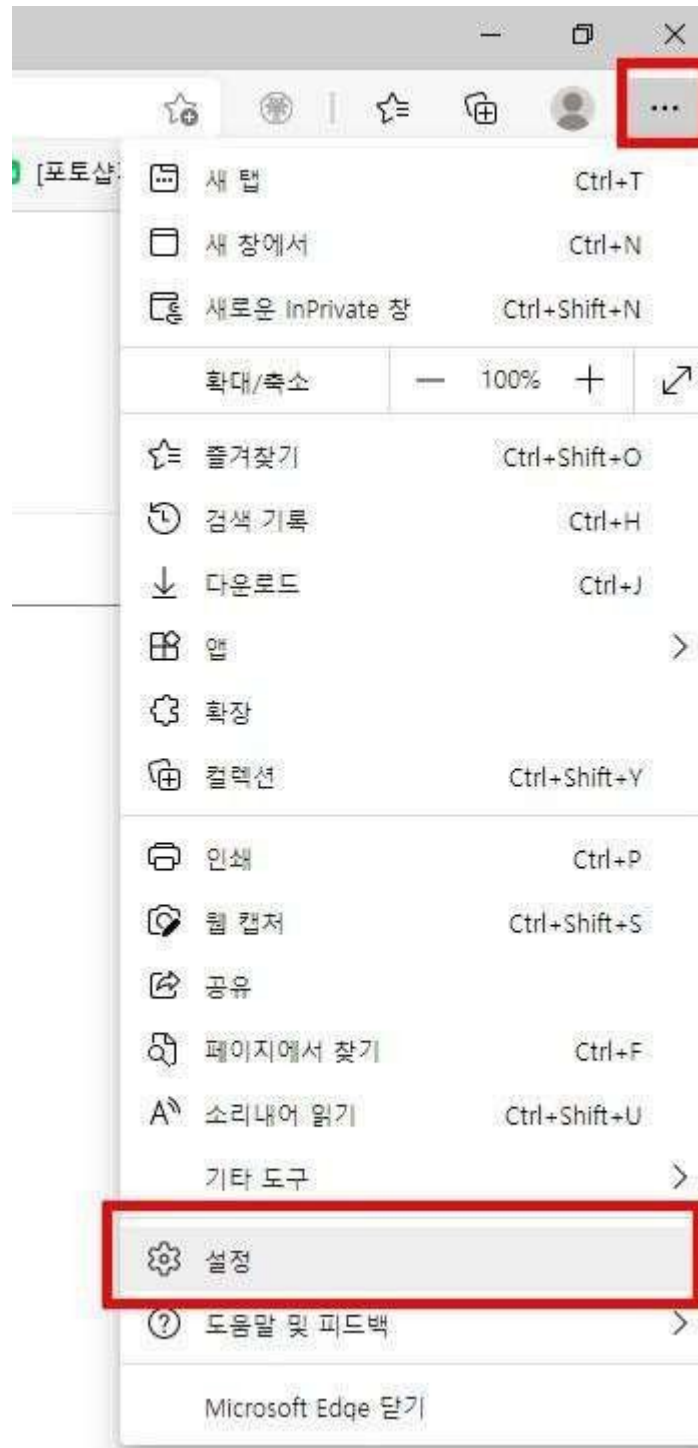 [포토샵
새 탭 Ctrl+T
새 창에서 Ctrl+N
새로운 InPrivate 창 Ctrl+Shift+N
확대/축소 — 100% +
즐겨찾기 Ctrl+Shift+O
검색 기록 Ctrl+H
다운로드 Ctrl+J
앱
확장
컬렉션 Ctrl+Shift+Y
인쇄 Ctrl+P
웹 캡처 Ctrl+Shift+S
공유
페이지에서 찾기 Ctrl+F
소리내어 읽기 Ctrl+Shift+U
기타 도구
설정
도움말 및 피드백
Microsoft Edge 닫기